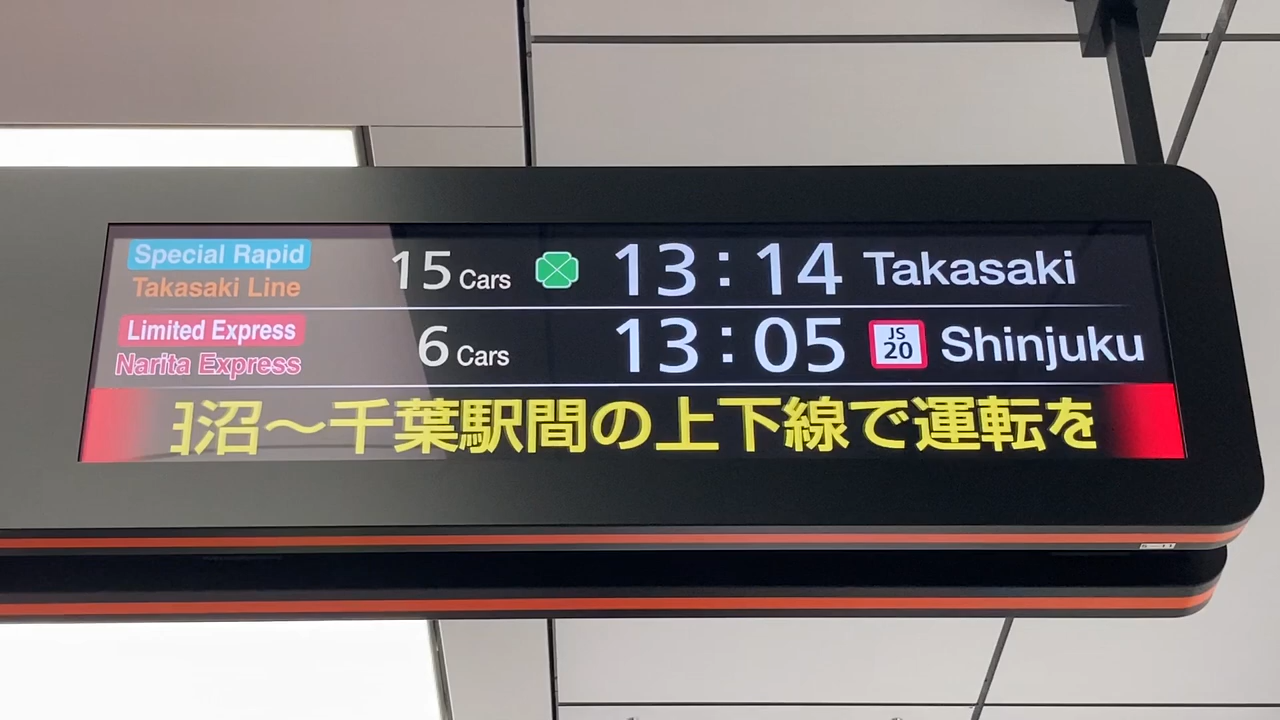 Special Rapid 15 Cars 13:14 Takasaki
Takasaki Line
Limited Express 6 Cars 13:05 JS 20 Shinjuku
Narita Express
沼～千葉駅間の上下線で運転を